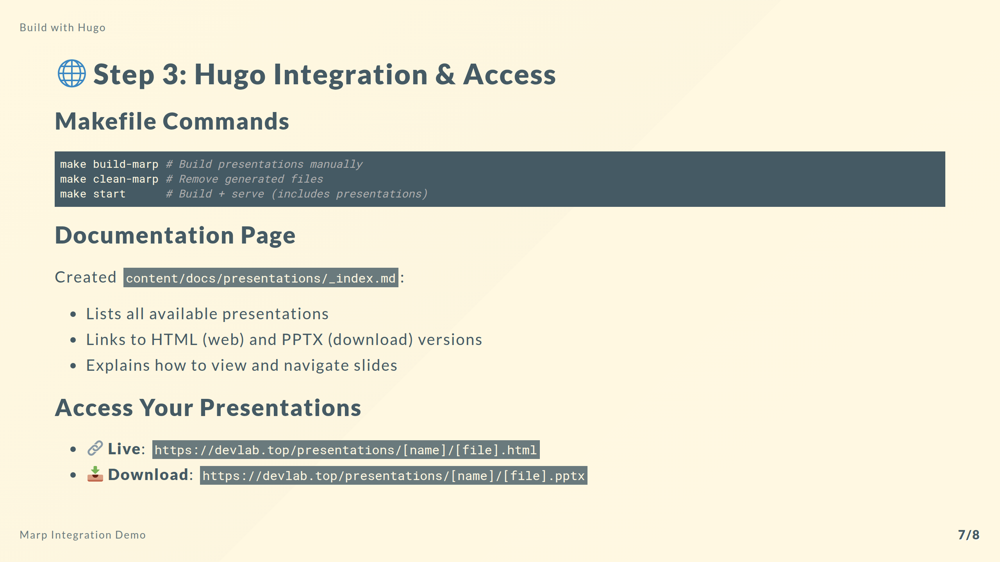 Build with Hugo
🌐 Step 3: Hugo Integration & Access
Makefile Commands
make build-marp # Build presentations manually
make clean-marp # Remove generated files
make start      # Build + serve (includes presentations)
Documentation Page
Created content/docs/presentations/_index.md:
• Lists all available presentations
• Links to HTML (web) and PPTX (download) versions
• Explains how to view and navigate slides
Access Your Presentations
• 🔗 Live: https://devlab.top/presentations/[name]/[file].html
• 📥 Download: https://devlab.top/presentations/[name]/[file].pptx
Marp Integration Demo
7/8